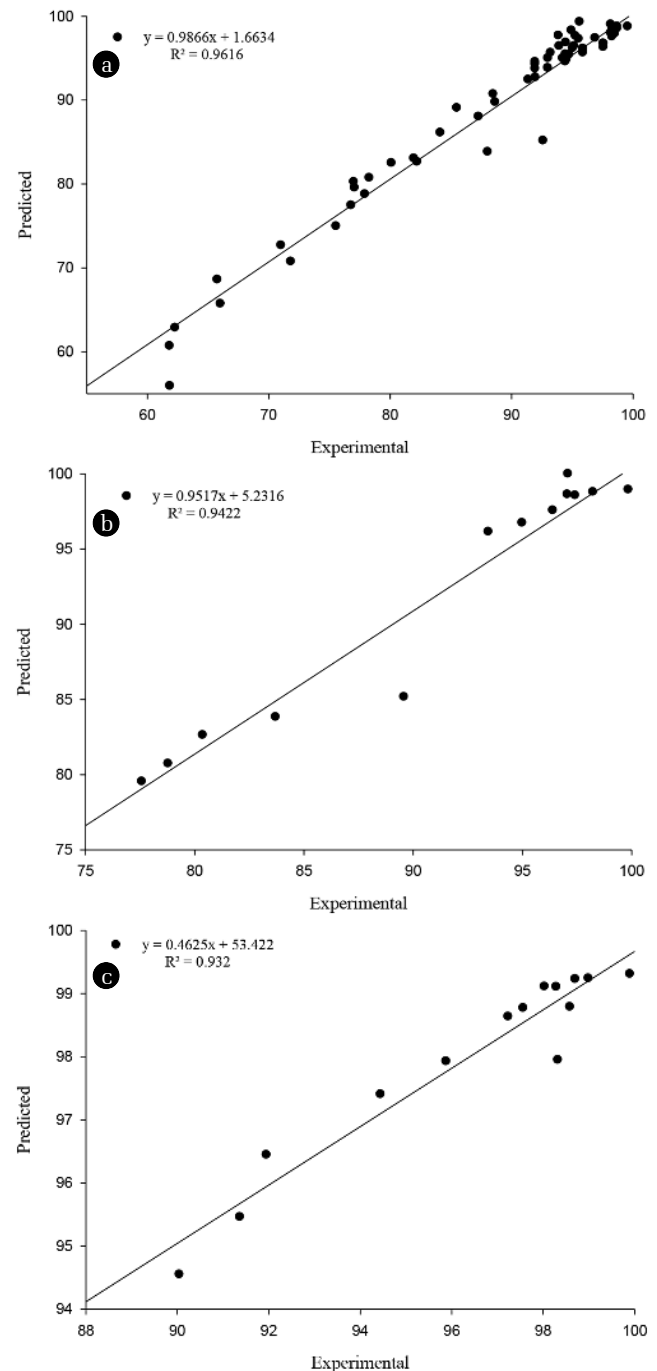 100
y = 0.9866x + 1.6634
R² = 0.9616
a
90
80
Predicted
70
60
60
70
80
90
100
Experimental
100
y = 0.9517x + 5.2316
R² = 0.9422
b
95
90
Predicted
85
80
75
75
80
85
90
95
100
Experimental
100
y = 0.4625x + 53.422
R² = 0.932
c
99
98
Predicted
97
96
95
94
88
90
92
94
96
98
100
Experimental